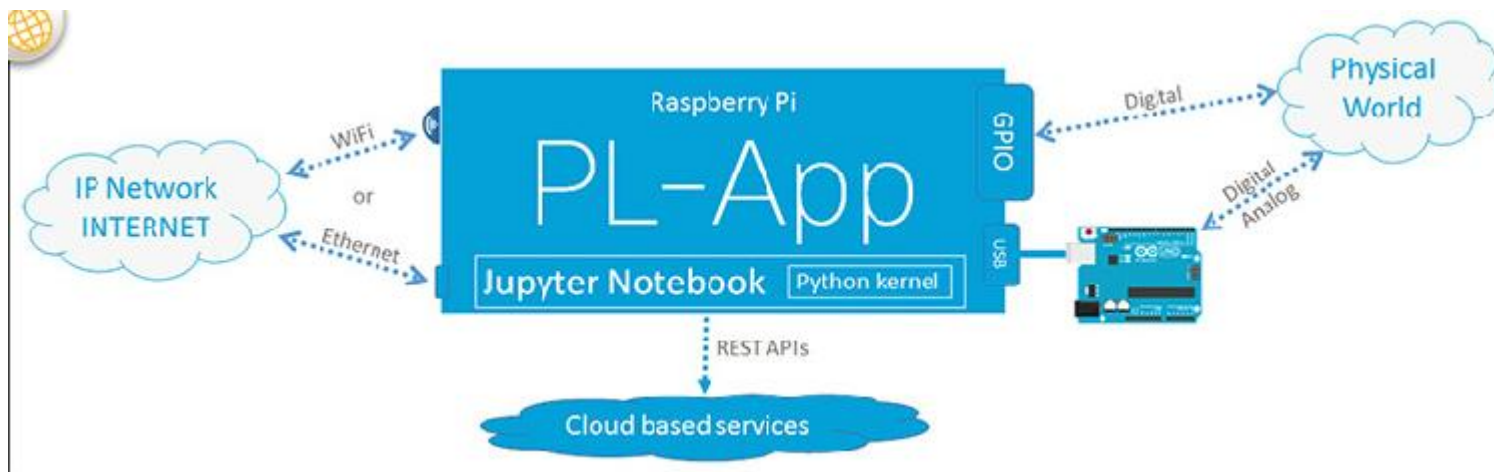 Raspberry Pi
PL-App
Jupyter Notebook
Python kernel
GPIO
USB
WiFi
or
Ethernet
IP Network
INTERNET
Digital
Physical
World
Digital
Analog
UNO
REST APIs
Cloud based services